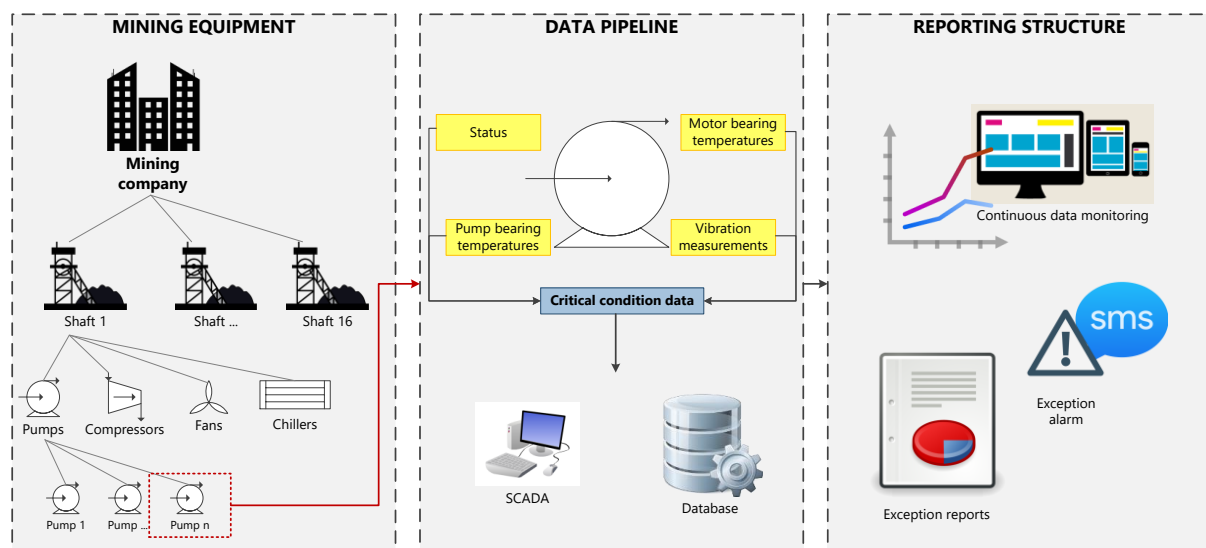 MINING EQUIPMENT
Mining
company
Shaft 1
Shaft ...
Shaft 16
Pumps
Compressors
Fans
Chillers
Pump 1
Pump ...
Pump n
DATA PIPELINE
Status
Motor bearing
temperatures
Pump bearing
temperatures
Vibration
measurements
Critical condition data
SCADA
Database
REPORTING STRUCTURE
Continuous data monitoring
sms
Exception
alarm
Exception reports